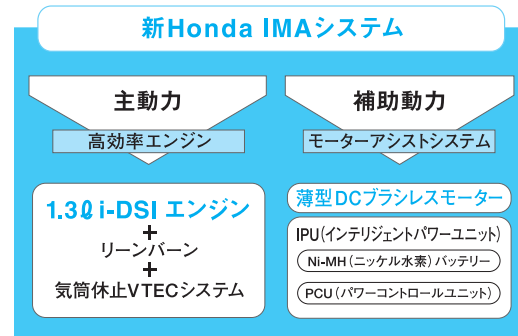 新Honda IMAシステム
主動力
高効率エンジン
1.3ℓ i-DSI エンジン
+
リーンバーン
+
気筒休止VTECシステム
補助動力
モーターアシストシステム
薄型DCブラシレスモーター
IPU(インテリジェントパワーユニット)
Ni-MH(ニッケル水素)バッテリー
PCU(パワーコントロールユニット)